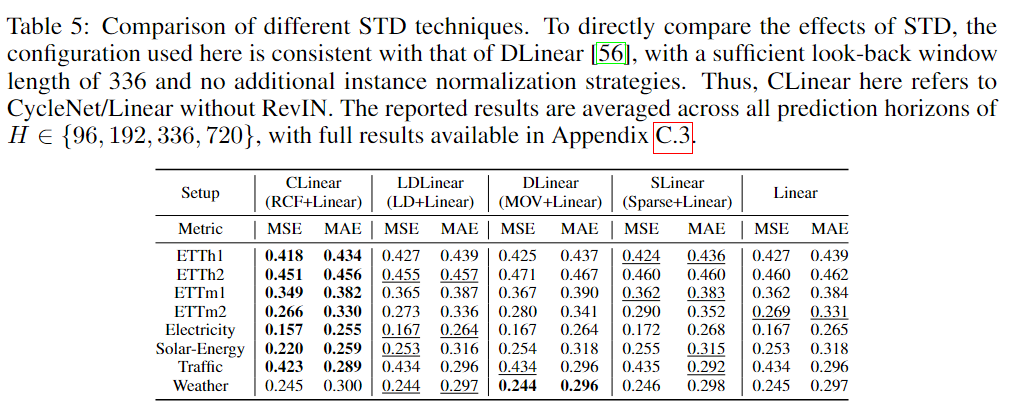 Table 5: Comparison of different STD techniques. To directly compare the effects of STD, the
configuration used here is consistent with that of DLinear [56], with a sufficient look-back window
length of 336 and no additional instance normalization strategies. Thus, CLinear here refers to
CycleNet/Linear without RevIN. The reported results are averaged across all prediction horizons of
H ∈ {96, 192, 336, 720}, with full results available in Appendix C.3.
Setup CLinear (RCF+Linear) LDLinear (LD+Linear) DLinear (MOV+Linear) SLinear (Sparse+Linear) Linear
Metric MSE MAE MSE MAE MSE MAE MSE MAE MSE MAE
ETTh1 0.418 0.434 0.427 0.439 0.425 0.437 0.424 0.436 0.427 0.439
ETTh2 0.451 0.456 0.455 0.457 0.471 0.467 0.460 0.460 0.460 0.462
ETTm1 0.349 0.382 0.365 0.387 0.367 0.390 0.362 0.383 0.362 0.384
ETTm2 0.266 0.330 0.273 0.336 0.280 0.341 0.290 0.352 0.269 0.331
Electricity 0.157 0.255 0.167 0.264 0.167 0.264 0.172 0.268 0.167 0.265
Solar-Energy 0.220 0.259 0.253 0.316 0.254 0.318 0.255 0.315 0.253 0.318
Traffic 0.423 0.289 0.434 0.296 0.434 0.296 0.435 0.292 0.434 0.296
Weather 0.245 0.300 0.244 0.297 0.244 0.296 0.246 0.298 0.245 0.297